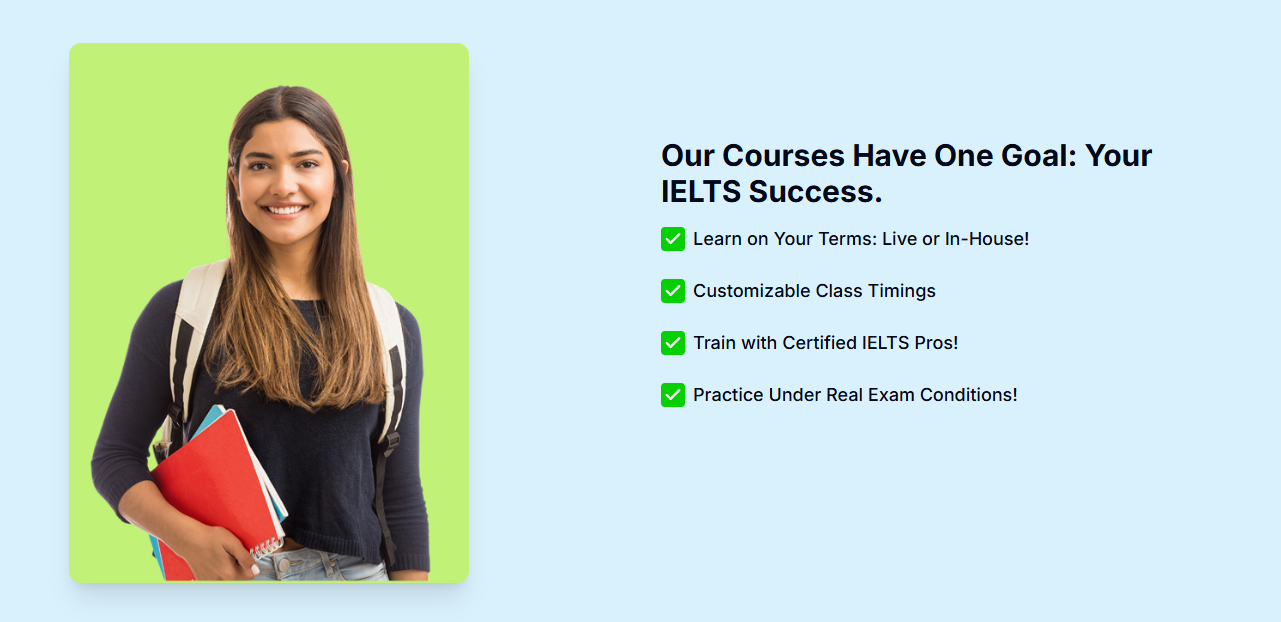 Our Courses Have One Goal: Your
IELTS Success.
Learn on Your Terms: Live or In-House!
Customizable Class Timings
Train with Certified IELTS Pros!
Practice Under Real Exam Conditions!